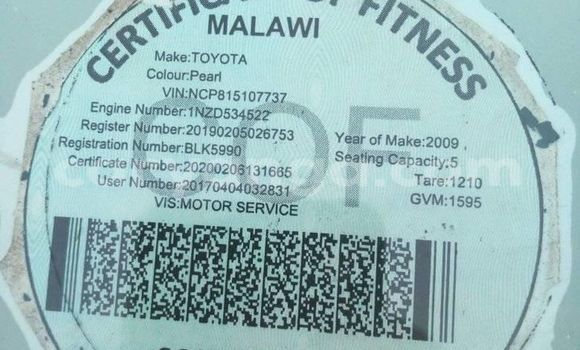 CERTIFICATE OF FITNESS
MALAWI
Make:TOYOTA
Colour:Pearl
VIN:NCP815107737
Engine Number:1NZD534522
Register Number:20190205026753
Registration Number:BLK5990
Certificate Number:20200206131665
User Number:20170404032831
VIS:MOTOR SERVICE
Year of Make:2009
Seating Capacity:5
Tare:1210
GVM:1595
COF